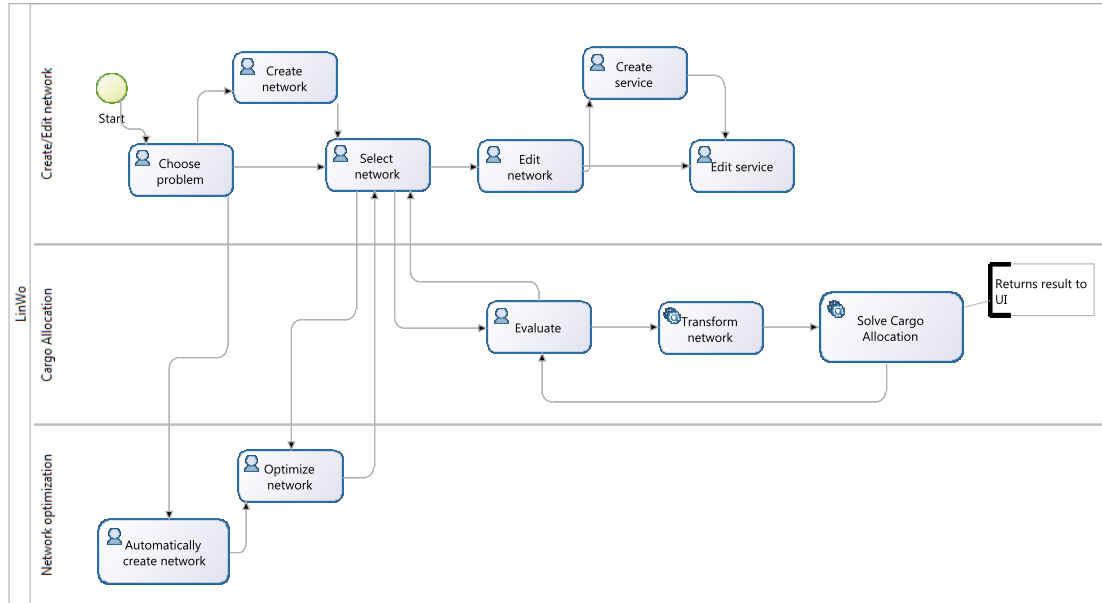 LinWo
Create/Edit network
Start
Choose
problem
Create
network
Select
network
Edit
network
Create
service
Edit service
Cargo Allocation
Evaluate
Transform
network
Solve Cargo
Allocation
Returns result to
UI
Network optimization
Optimize
network
Automatically
create network